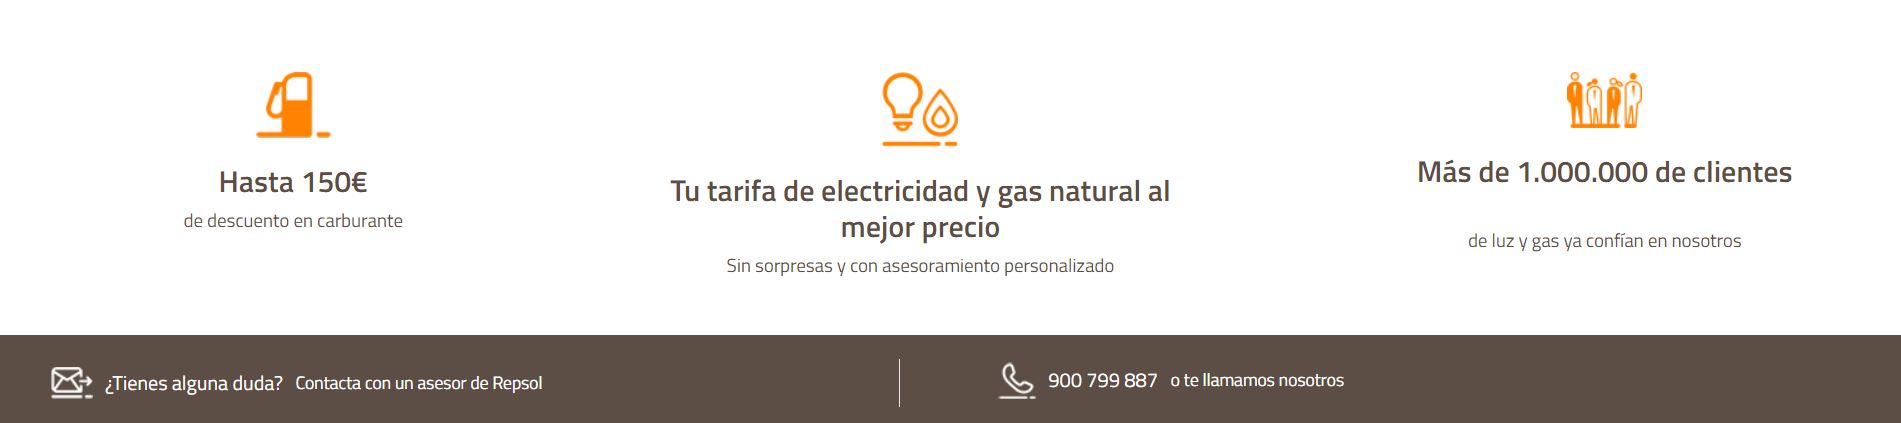 Hasta 150€
de descuento en carburante
Tu tarifa de electricidad y gas natural al
mejor precio
Sin sorpresas y con asesoramiento personalizado
Más de 1.000.000 de clientes
de luz y gas ya confían en nosotros
¿Tienes alguna duda? Contacta con un asesor de Repsol
900 799 887 o te llamamos nosotros